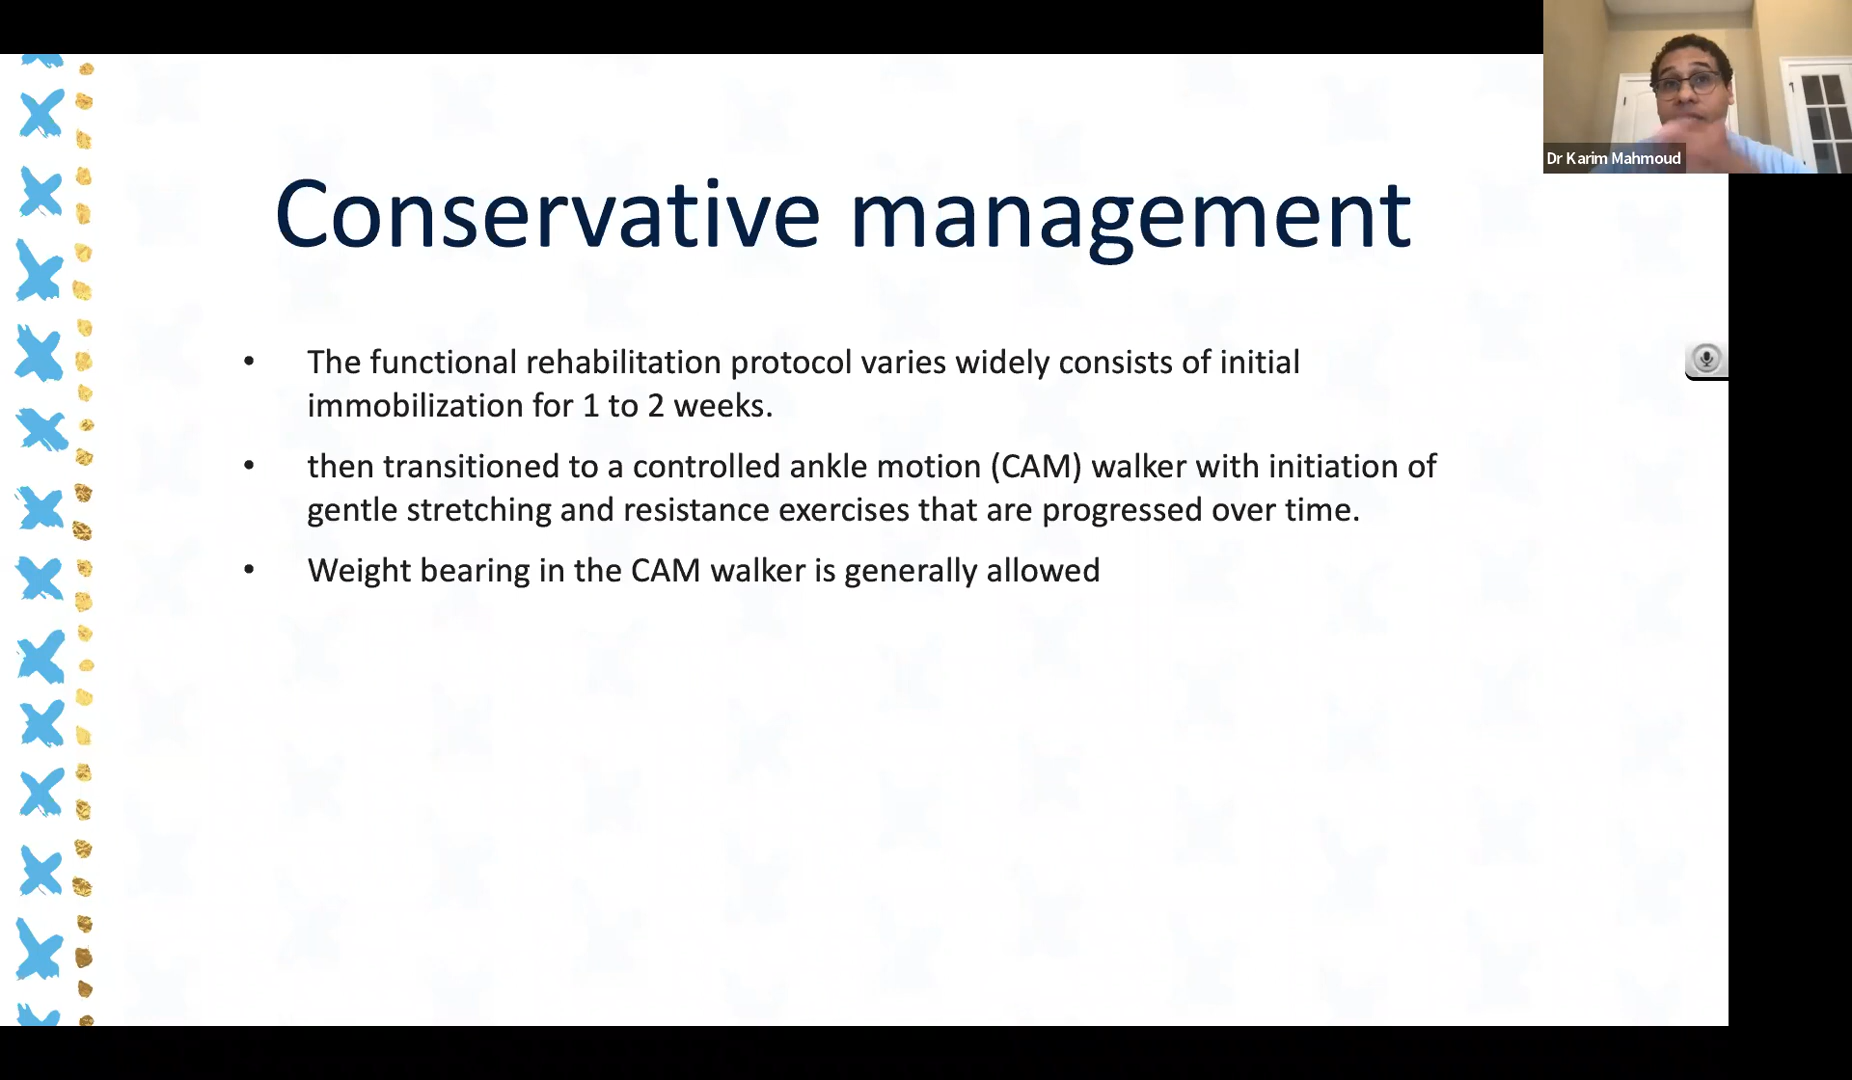 Conservative management
• The functional rehabilitation protocol varies widely consists of initial
immobilization for 1 to 2 weeks.
• then transitioned to a controlled ankle motion (CAM) walker with initiation of
gentle stretching and resistance exercises that are progressed over time.
• Weight bearing in the CAM walker is generally allowed
Dr Karim Mahmoud